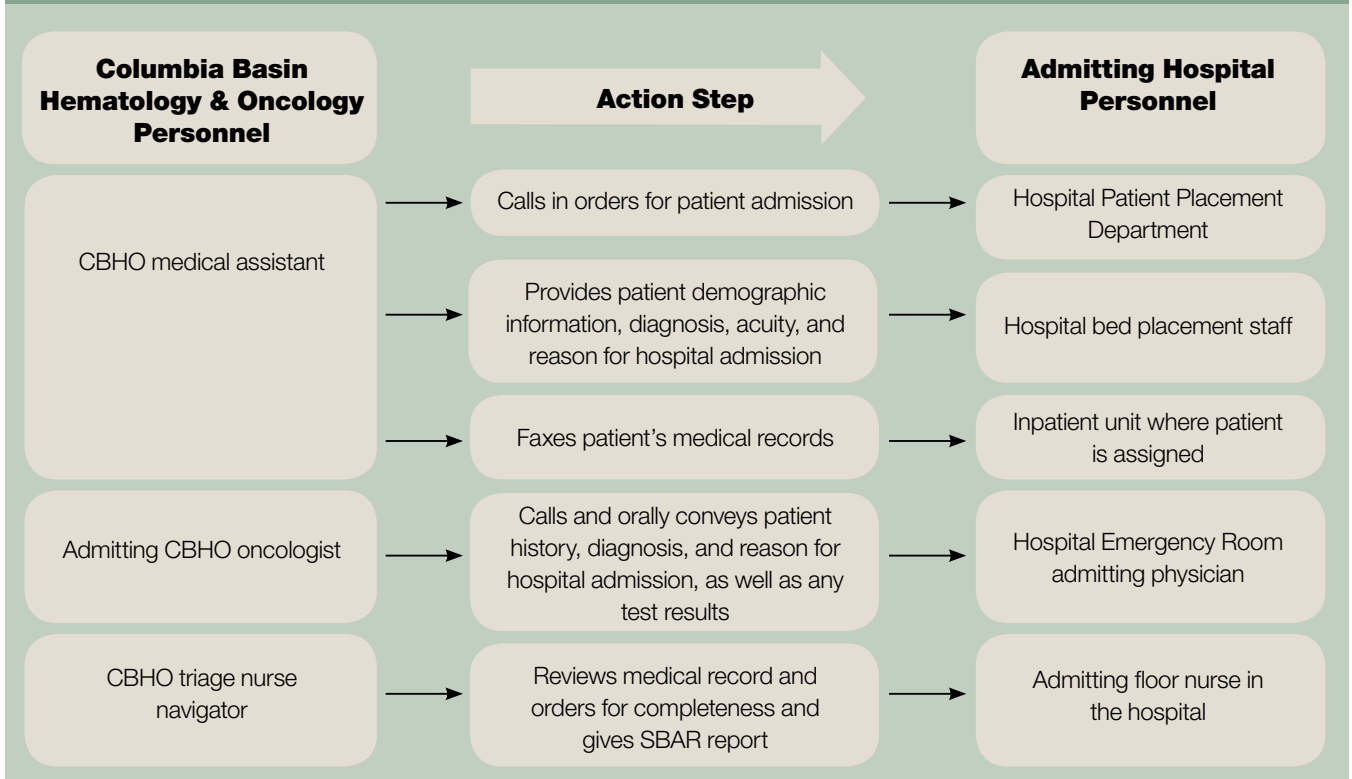 Columbia Basin
Hematology & Oncology
Personnel
Action Step
Admitting Hospital
Personnel
CBHO medical assistant
Calls in orders for patient admission
Hospital Patient Placement
Department
Provides patient demographic
information, diagnosis, acuity, and
reason for hospital admission
Hospital bed placement staff
Faxes patient’s medical records
Inpatient unit where patient
is assigned
Admitting CBHO oncologist
Calls and orally conveys patient
history, diagnosis, and reason for
hospital admission, as well as any
test results
Hospital Emergency Room
admitting physician
CBHO triage nurse
navigator
Reviews medical record and
orders for completeness and
gives SBAR report
Admitting floor nurse in
the hospital